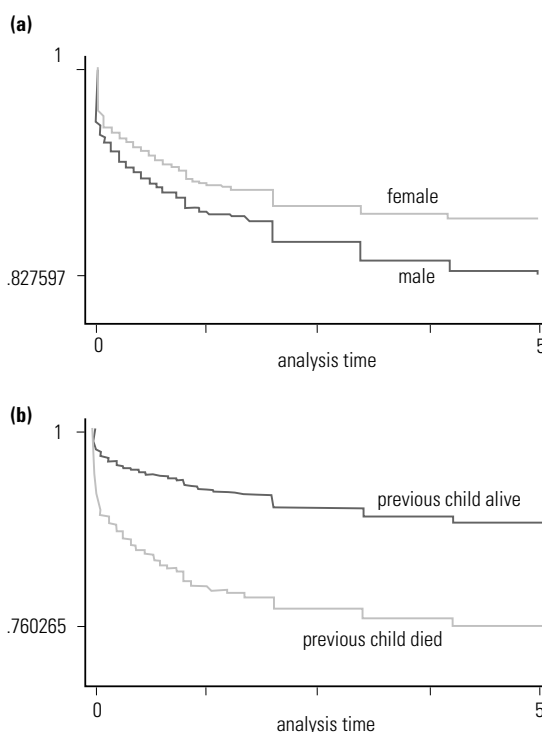 (a)
1
female
.827597
male
0
5
analysis time
(b)
1
previous child alive
.760265
previous child died
0
5
analysis time